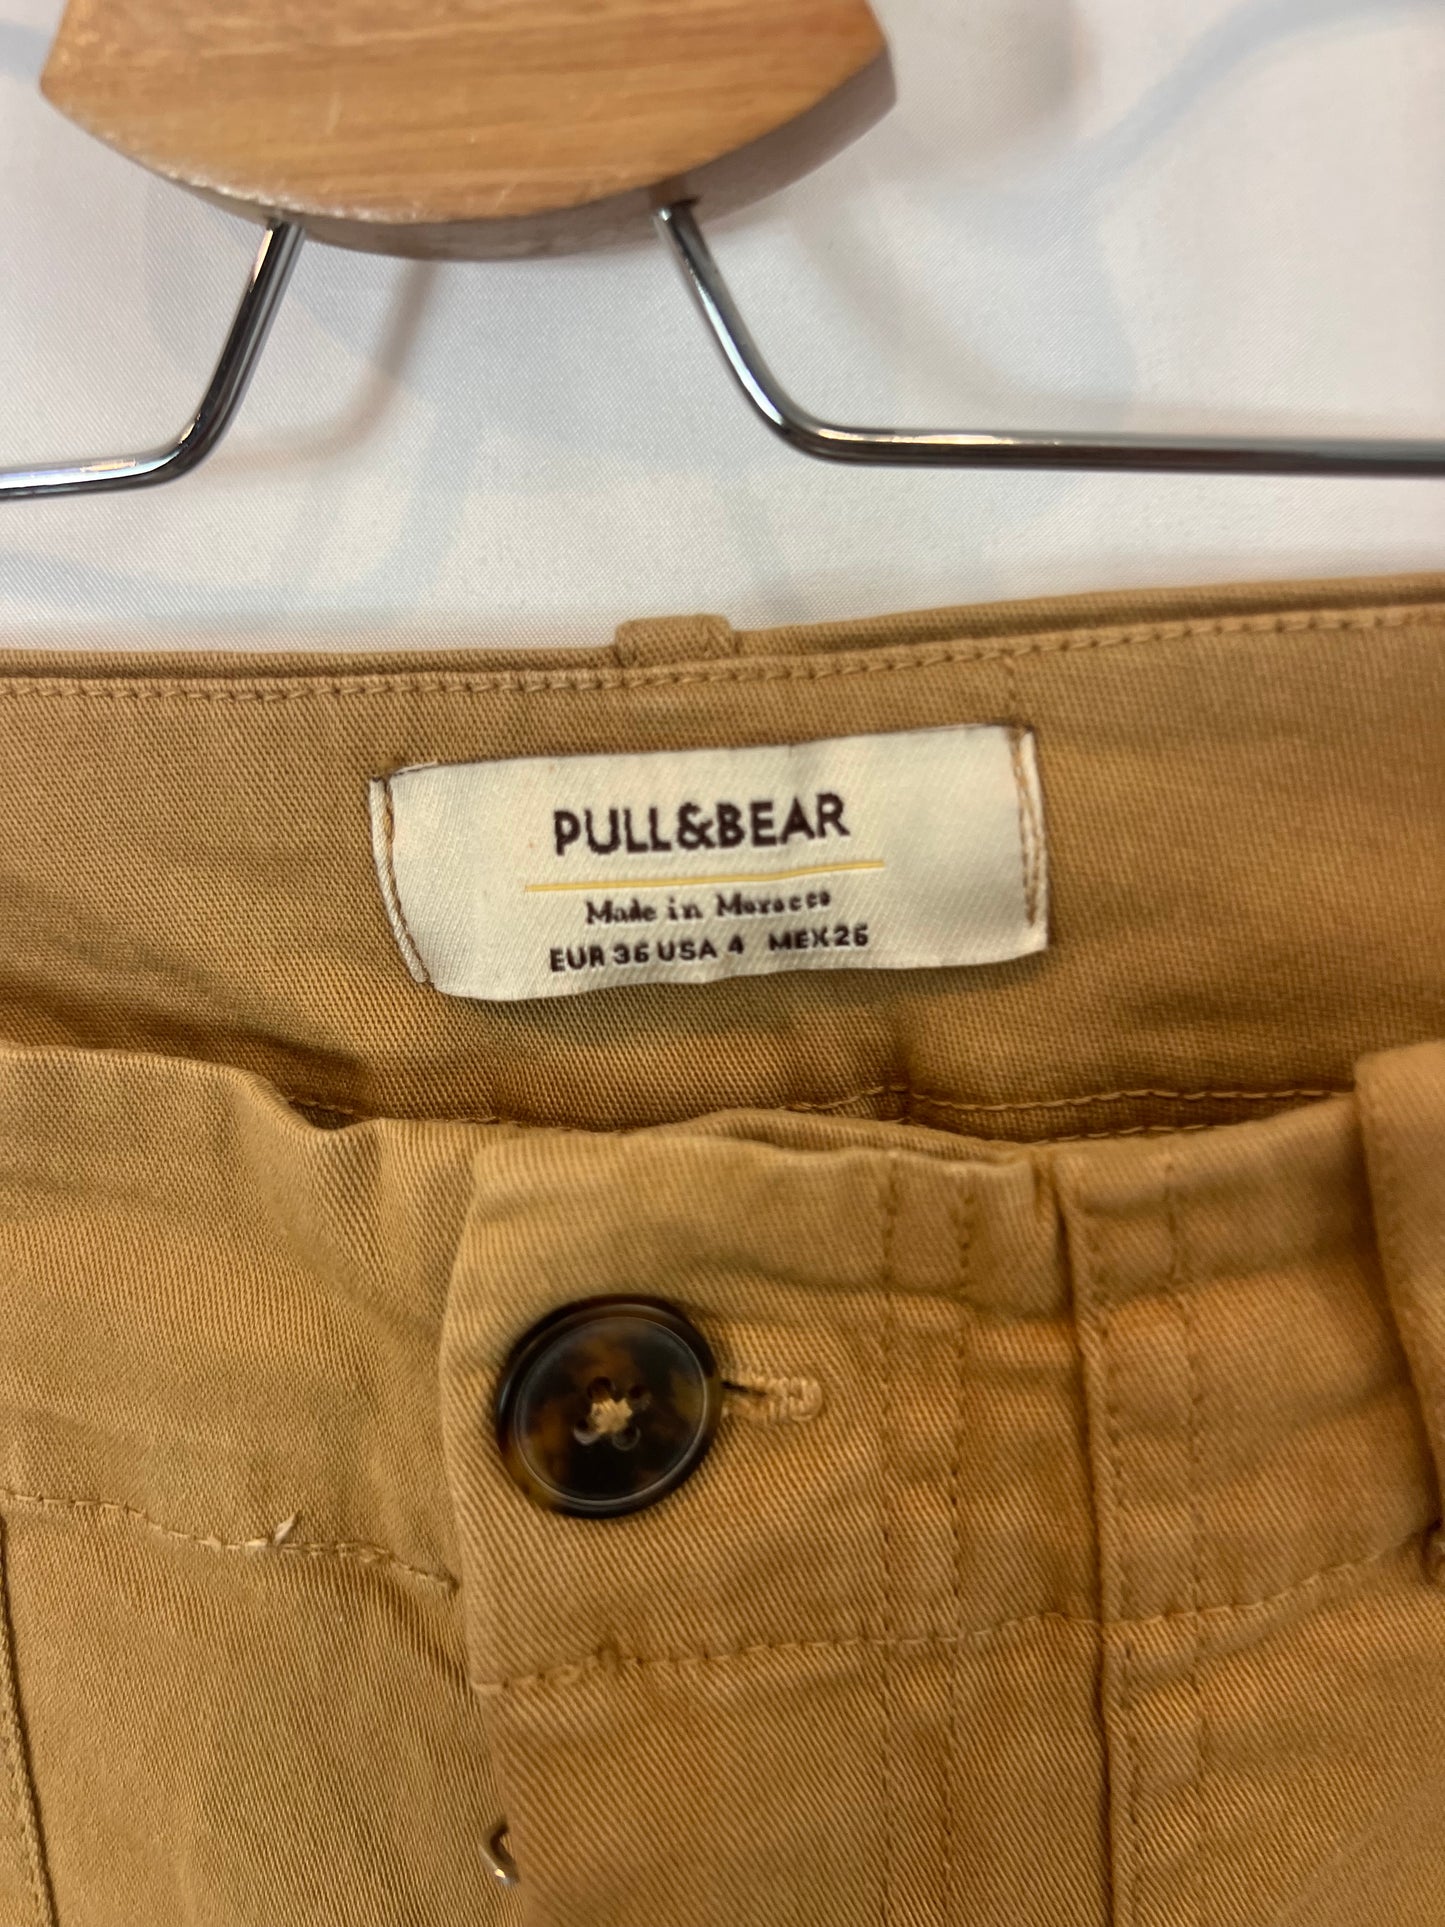 PULL&BEAR
Made in Morocco
EUR 36 USA 4 MEX 26